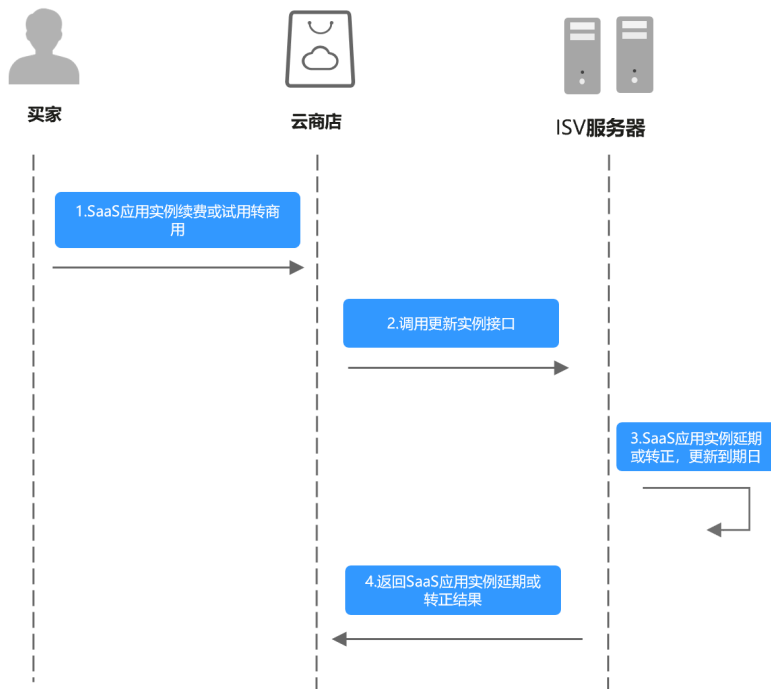 买家
云商店
ISV服务器
1.SaaS应用实例续费或试用转商
用
2.调用更新实例接口
3.SaaS应用实例延期
或转正，更新到期日
4.返回SaaS应用实例延期或
转正结果